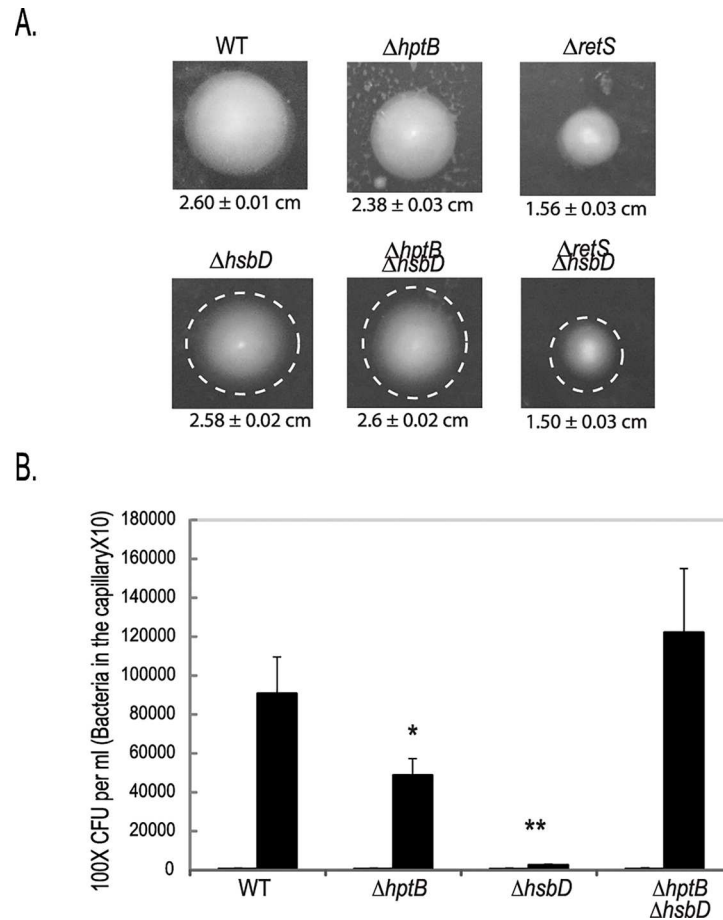 A.
WT
ΔhptB
ΔretS
2.60 ± 0.01 cm
2.38 ± 0.03 cm
1.56 ± 0.03 cm
ΔhsbD
ΔhptB
ΔhsbD
ΔretS
ΔhsbD
2.58 ± 0.02 cm
2.6 ± 0.02 cm
1.50 ± 0.03 cm
B.
100X CFU per ml (Bacteria in the capillaryX10)
180000
160000
140000
120000
100000
80000
60000
40000
20000
0
*
**
WT
ΔhptB
ΔhsbD
ΔhptB
ΔhsbD